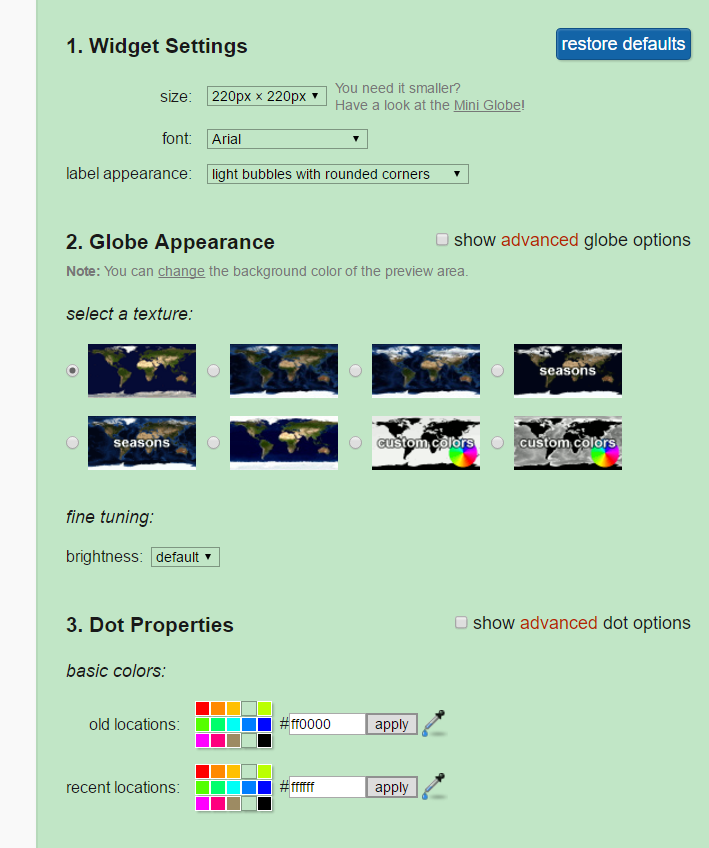 1. Widget Settings
restore defaults
size: 220px × 220px
You need it smaller?
Have a look at the Mini Globe!
font: Arial
label appearance: light bubbles with rounded corners
2. Globe Appearance
show advanced globe options
Note: You can change the background color of the preview area.
select a texture:
seasons
seasons
custom colors
custom colors
fine tuning:
brightness: default
3. Dot Properties
show advanced dot options
basic colors:
old locations: #ff0000 apply
recent locations: #ffffff apply